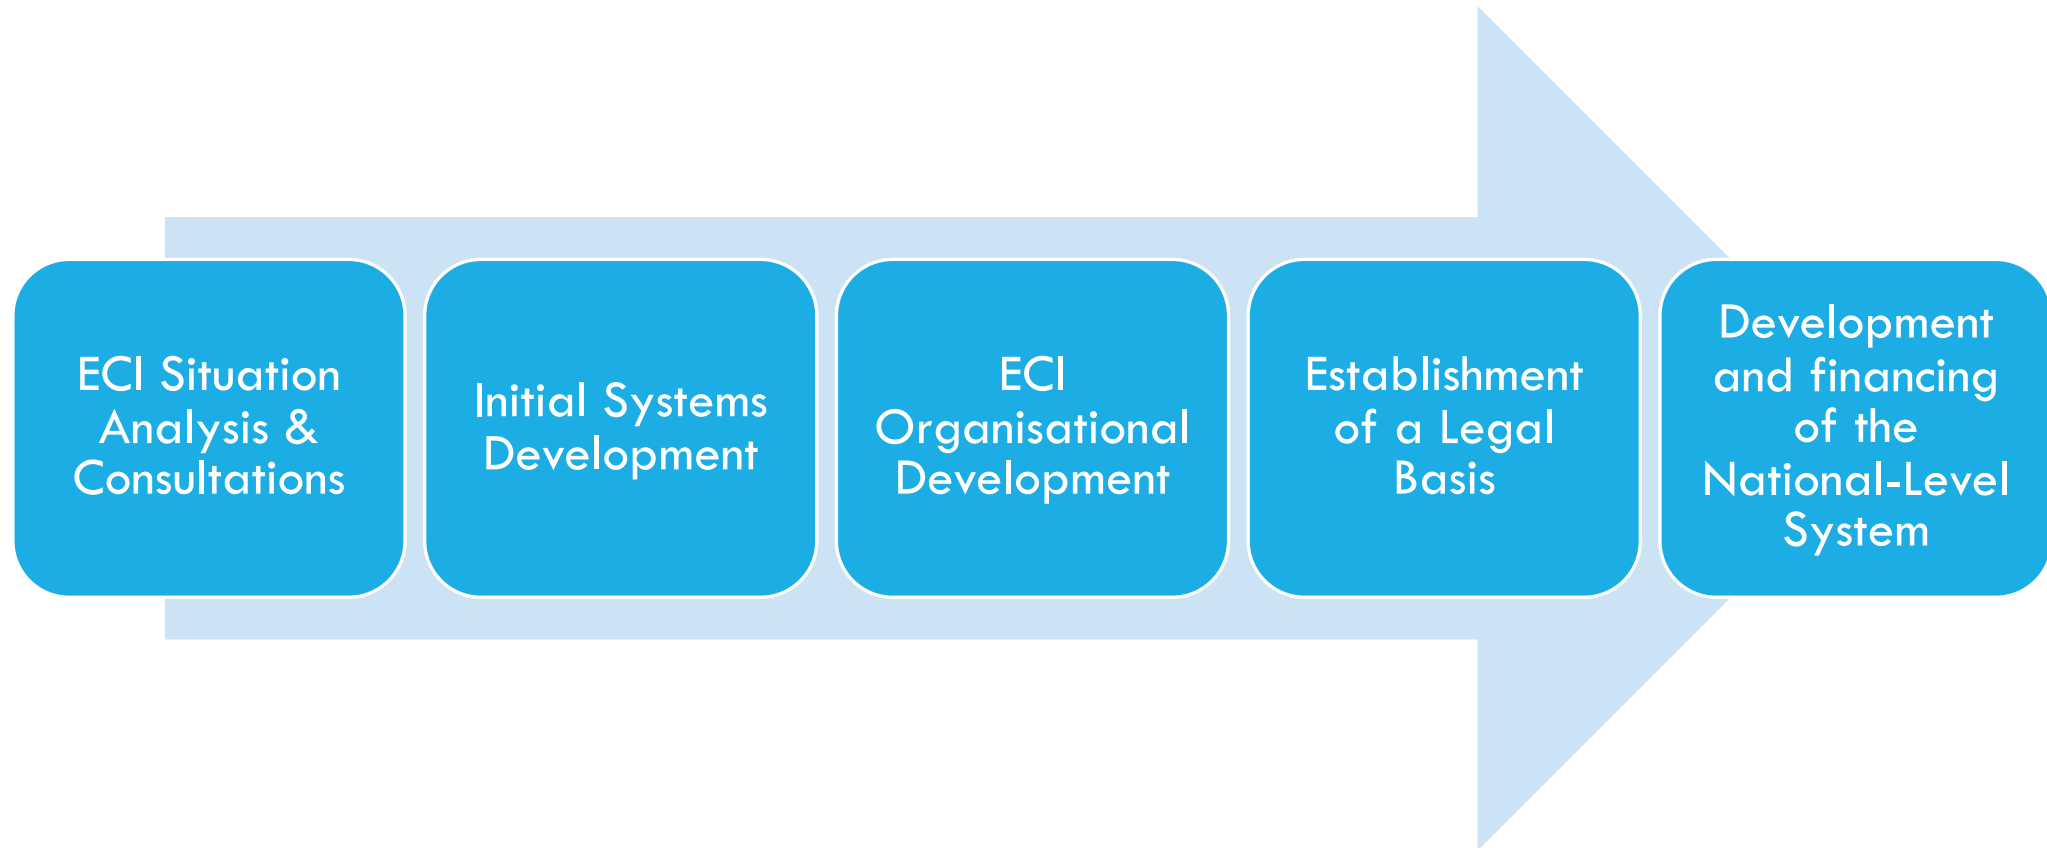 ECI Situation
Analysis &
Consultations
Initial Systems
Development
ECI
Organisational
Development
Establishment
of a Legal
Basis
Development
and financing
of the
National-Level
System